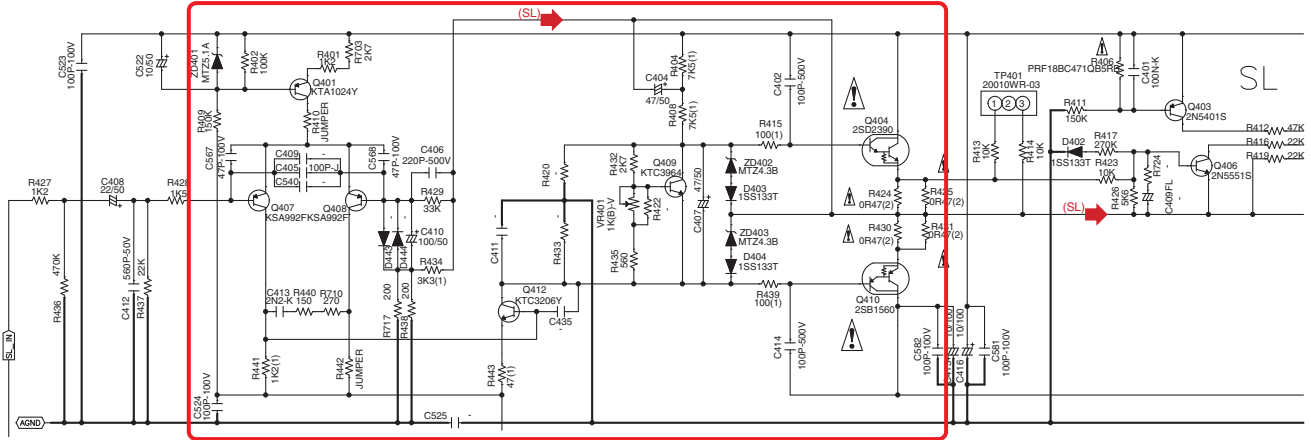 (SL)
C523
100P-100V
C522
10/50
ZD401
MTZ5.1A
R402
100K
R401
1K2
R703
2K7
Q401
KTA1024Y
R409
150K
R410
JUMPER
C567
47P-100V
C409 -
C405 100P-J
C540 -
C568
47P-100V
C406
220P-500V
C404
47/50
R404
7K5(1)
R408
7K5(1)
C402
100P-500V
R415
100(1)
Q404
2SD2390
TP401
20010WR-03
1 2 3
R406
PRF18BC471QB5RB
C401
100N-K
SL
R411
150K
Q403
2N5401S
R412 47K
R416 22K
R419 22K
R413
10K
R414
10K
D402
1SS133T
R417
270K
R423
10K
Q406
2N5551S
R426
5K6
R724
-
C409FL
-
R427
1K2
C408
22/50
R428
1K5
Q407
KSA992F
Q408
KSA992F
R429
33K
R420
-
R432
2K7
Q409
KTC3964
47/50
C407
ZD402
MTZ4.3B
D403
1SS133T
R424
0R47(2)
R425
0R47(2)
(SL)
VR401
1K(B)-V
R422
-
D443
D444
C410
100/50
R434
3K3(1)
C411
-
R433
-
R435
560
ZD403
MTZ4.3B
D404
1SS133T
R430
0R47(2)
R431
0R47(2)
470K
R436
560P-50V
C412
22K
R437
C413
2N2-K
R440
150
R710
270
200
R717
200
R438
Q412
KTC3206Y
C435
-
R439
100(1)
Q410
2SB1560
C414
100P-500V
SL_IN
R441
1K2(1)
R442
JUMPER
R443
47(1)
C582
100P-100V
C415
10/100
C416
10/100
C581
100P-100V
C524
100P-100V
AGND
C525 -